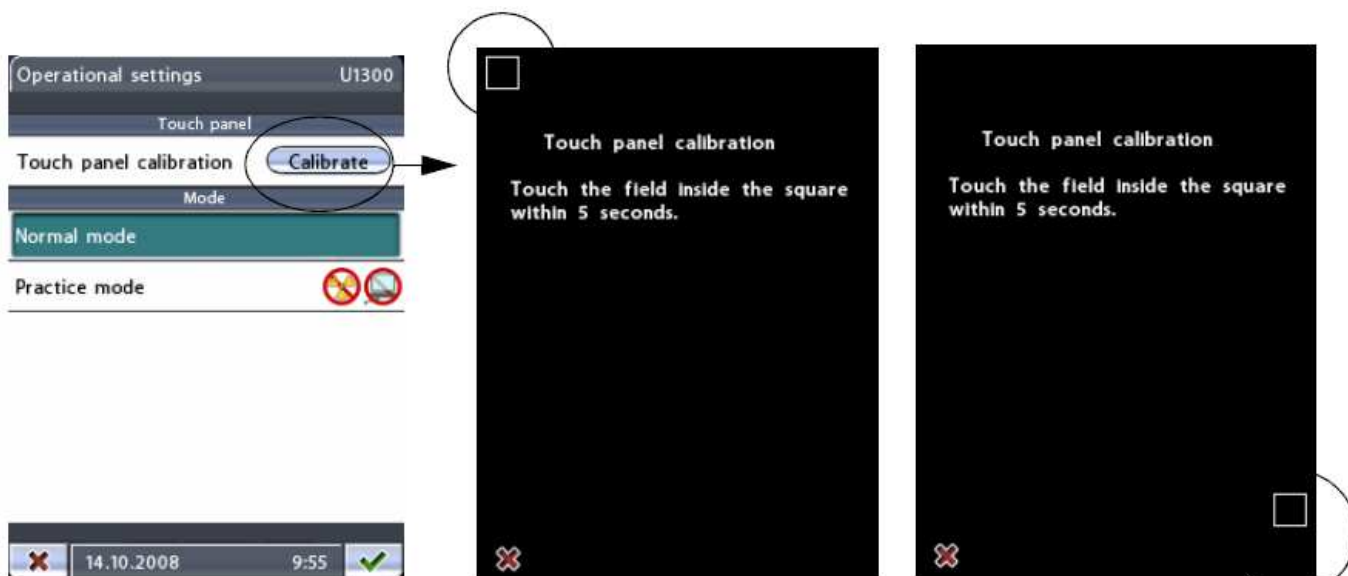 Operational settings U1300
Touch panel
Touch panel calibration Calibrate
Mode
Normal mode
Practice mode
14.10.2008 9:55
Touch panel calibration
Touch the field inside the square
within 5 seconds.
Touch panel calibration
Touch the field inside the square
within 5 seconds.